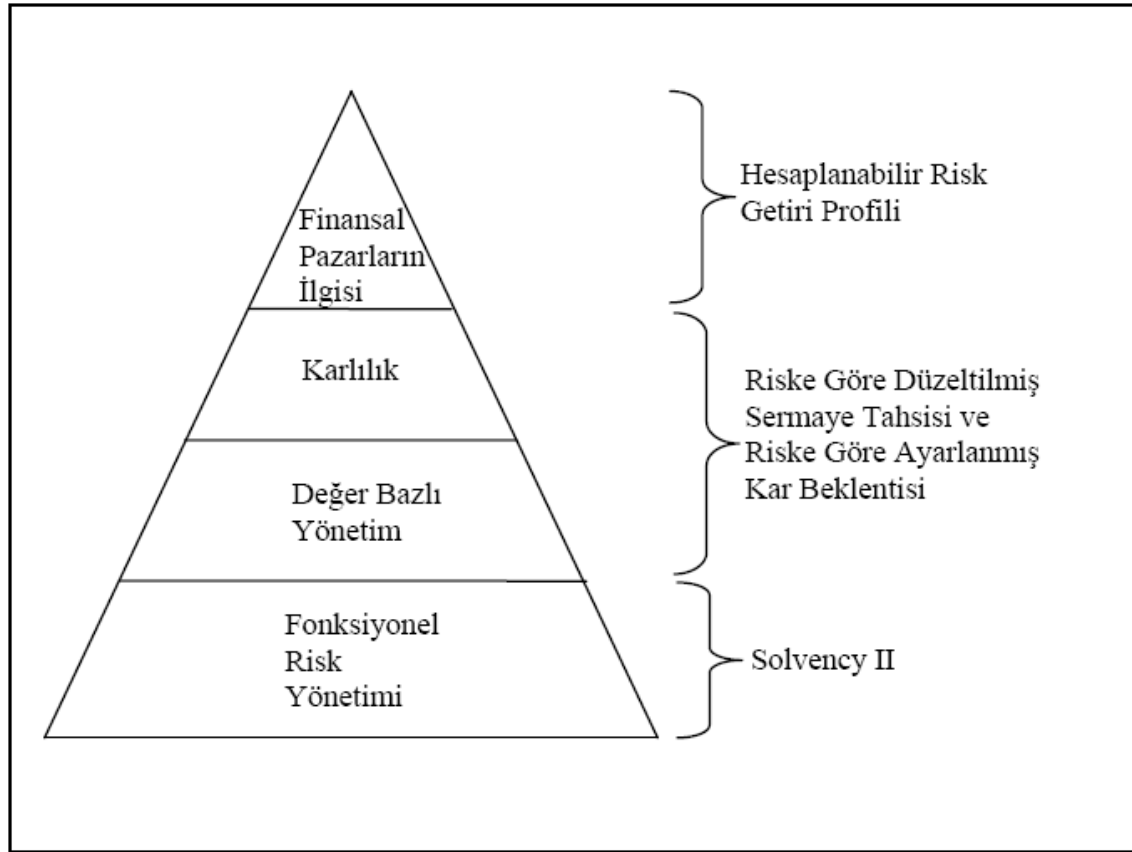 Finansal
Pazarların
İlgisi
Karlılık
Değer Bazlı
Yönetim
Fonksiyonel
Risk
Yönetimi
Hesaplanabilir Risk
Getiri Profili
Riske Göre Düzeltilmiş
Sermaye Tahsisi ve
Riske Göre Ayarlanmış
Kar Beklentisi
Solvency II